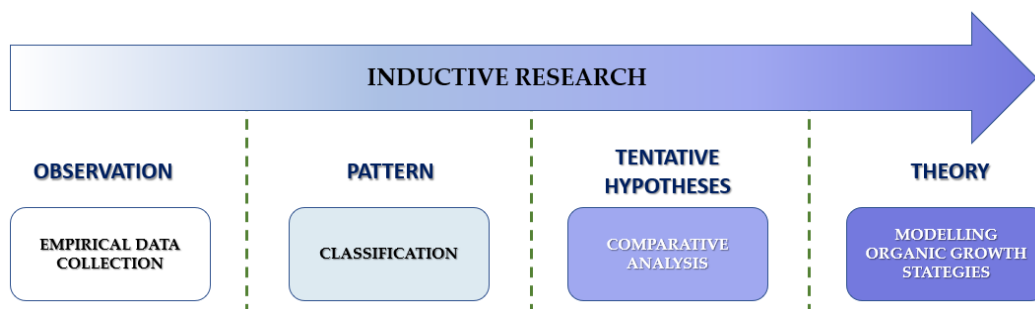 INDUCTIVE RESEARCH
OBSERVATION
PATTERN
TENTATIVE
HYPOTHESES
THEORY
EMPIRICAL DATA
COLLECTION
CLASSIFICATION
COMPARATIVE
ANALYSIS
MODELLING
ORGANIC GROWTH
STATEGIES